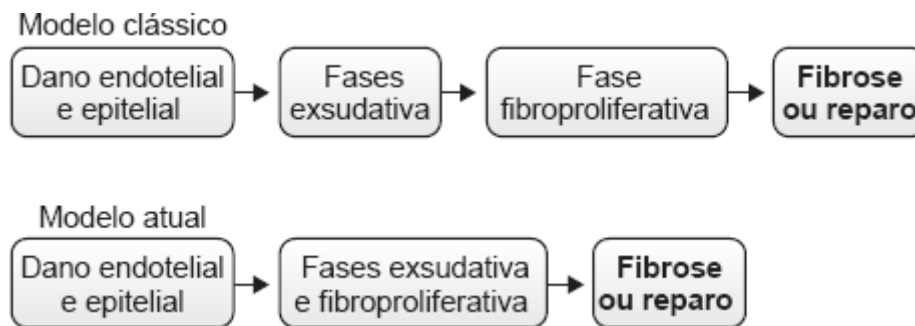 Modelo clássico
Dano endotelial
e epitelial
Fases
exsudativa
Fase
fibroproliferativa
Fibrose
ou reparo
Modelo atual
Dano endotelial
e epitelial
Fases exsudativa
e fibroproliferativa
Fibrose
ou reparo